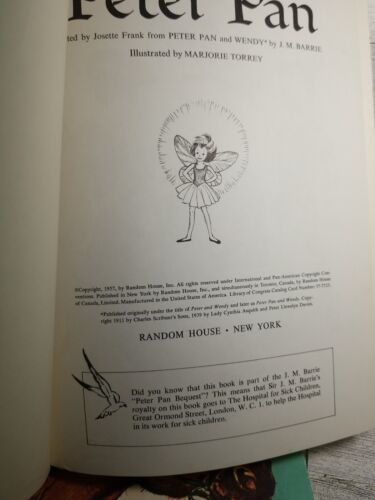 Peter Pan
ted by Josette Frank from PETER PAN and WENDY* by J. M. BARRIE
Illustrated by MARJORIE TORREY
©Copyright, 1957, by Random House, Inc. All rights reserved under International and Pan-American Copyright Con-
ventions. Published in New York by Random House, Inc., and simultaneously in Toronto, Canada, by Random House
of Canada, Limited. Manufactured in the United States of America. Library of Congress Catalog Card Number:
*Published originally under the title of Peter and Wendy and later as Peter Pan and Wendy. Copy-
right 1911 by Charles Scribner's Sons, 1939 by Lady Cynthia Asquith and Peter Llewelyn Davies.
RANDOM HOUSE • NEW YORK
Did you know that this book is part of the J. M. Barrie
"Peter Pan Bequest"? This means that Sir J. M. Barrie's
royalty on this book goes to The Hospital for Sick Children,
Great Ormond Street, London, W. C. 1. to help the Hospital
in its work for sick children.